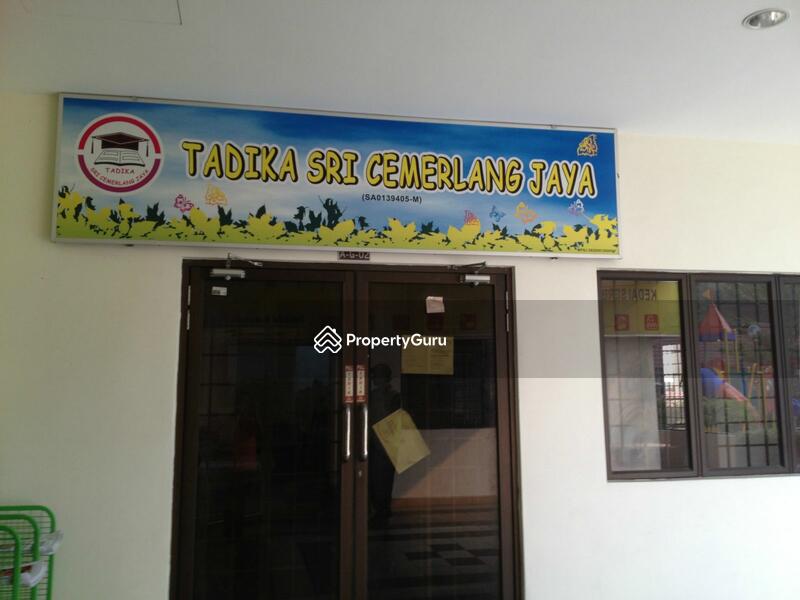 TADIKA SRI CEMERLANG JAYA
(SA0139405-M)
TADIKA
SRI CEMERLANG JAYA
A-G-02
PropertyGuru